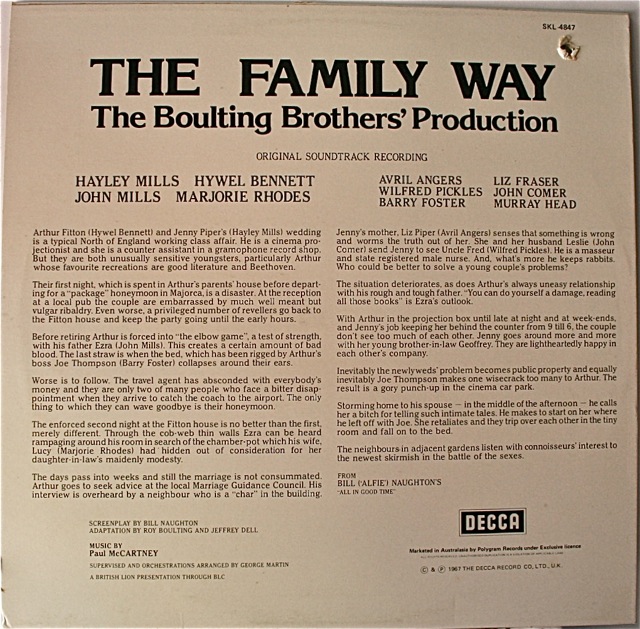 SKL-4847
THE FAMILY WAY
The Boulting Brothers' Production
ORIGINAL SOUNDTRACK RECORDING
HAYLEY MILLS HYWEL BENNETT
JOHN MILLS MARJORIE RHODES
AVRIL ANGERS LIZ FRASER
WILFRED PICKLES JOHN COMER
BARRY FOSTER MURRAY HEAD
Arthur Fitton (Hywel Bennett) and Jenny Piper's (Hayley Mills) wedding
is a typical North of England working class affair. He is a cinema pro-
jectionist and she is a counter assistant in a gramophone record shop.
But they are both unusually sensitive youngsters, particularly Arthur
whose favourite recreations are good literature and Beethoven.
Their first night, which is spent in Arthur's parents' house before depart-
ing for a "package" honeymoon in Majorca, is a disaster. At the reception
at a local pub the couple are embarrassed by much well meant but
vulgar ribaldry. Even worse, a privileged number of revellers go back to
the Fitton house and keep the party going until the early hours.
Before retiring Arthur is forced into "the elbow game", a test of strength,
with his father Ezra (John Mills). This creates a certain amount of bad
blood. The last straw is when the bed, which has been rigged by Arthur's
boss Joe Thompson (Barry Foster) collapses around their ears.
Worse is to follow. The travel agent has absconded with everybody's
money and they are only two of many people who face a bitter disap-
pointment when they arrive to catch the coach to the airport. The only
thing to which they can wave goodbye is their honeymoon.
The enforced second night at the Fitton house is no better than the first,
merely different. Through the cob-web thin walls Ezra can be heard
rampaging around his room in search of the chamber-pot which his wife,
Lucy (Marjorie Rhodes) had hidden out of consideration for her
daughter-in-law's maidenly modesty.
The days pass into weeks and still the marriage is not consummated.
Arthur goes to seek advice at the local Marriage Guidance Council. His
interview is overheard by a neighbour who is a "char" in the building.
Jenny's mother, Liz Piper (Avril Angers) senses that something is wrong
and worms the truth out of her. She and her husband Leslie (John
Comer) send Jenny to see Uncle Fred (Wilfred Pickles). He is a masseur
and state registered male nurse. And, what's more he keeps rabbits.
Who could be better to solve a young couple's problems?
The situation deteriorates, as does Arthur's always uneasy relationship
with his rough and tough father. "You can do yourself a damage, reading
all those books" is Ezra's outlook.
With Arthur in the projection box until late at night and at week-ends,
and Jenny's job keeping her behind the counter from 9 till 6, the couple
don't see too much of each other. Jenny goes around more and more
with her young brother-in-law Geoffrey. They are lightheartedly happy in
each other's company.
Inevitably the newlyweds' problem becomes public property and equally
inevitably Joe Thompson makes one wisecrack too many to Arthur. The
result is a gory punch-up in the cinema car park.
Storming home to his spouse – in the middle of the afternoon – he calls
her a bitch for telling such intimate tales. He makes to start on her where
he left off with Joe. She retaliates and they trip over each other in the tiny
room and fall on to the bed.
The neighbours in adjacent gardens listen with connoisseurs' interest to
the newest skirmish in the battle of the sexes.
FROM
BILL ('ALFIE') NAUGHTON'S
"ALL IN GOOD TIME"
SCREENPLAY BY BILL NAUGHTON
ADAPTATION BY ROY BOULTING AND JEFFREY DELL
MUSIC BY
Paul McCARTNEY
SUPERVISED AND ORCHESTRATIONS ARRANGED BY GEORGE MARTIN
A BRITISH LION PRESENTATION THROUGH BLC
DECCA
Marketed in Australasia by Polygram Records under Exclusive licence
© & ℗ 1967 THE DECCA RECORD CO., LTD., U.K.